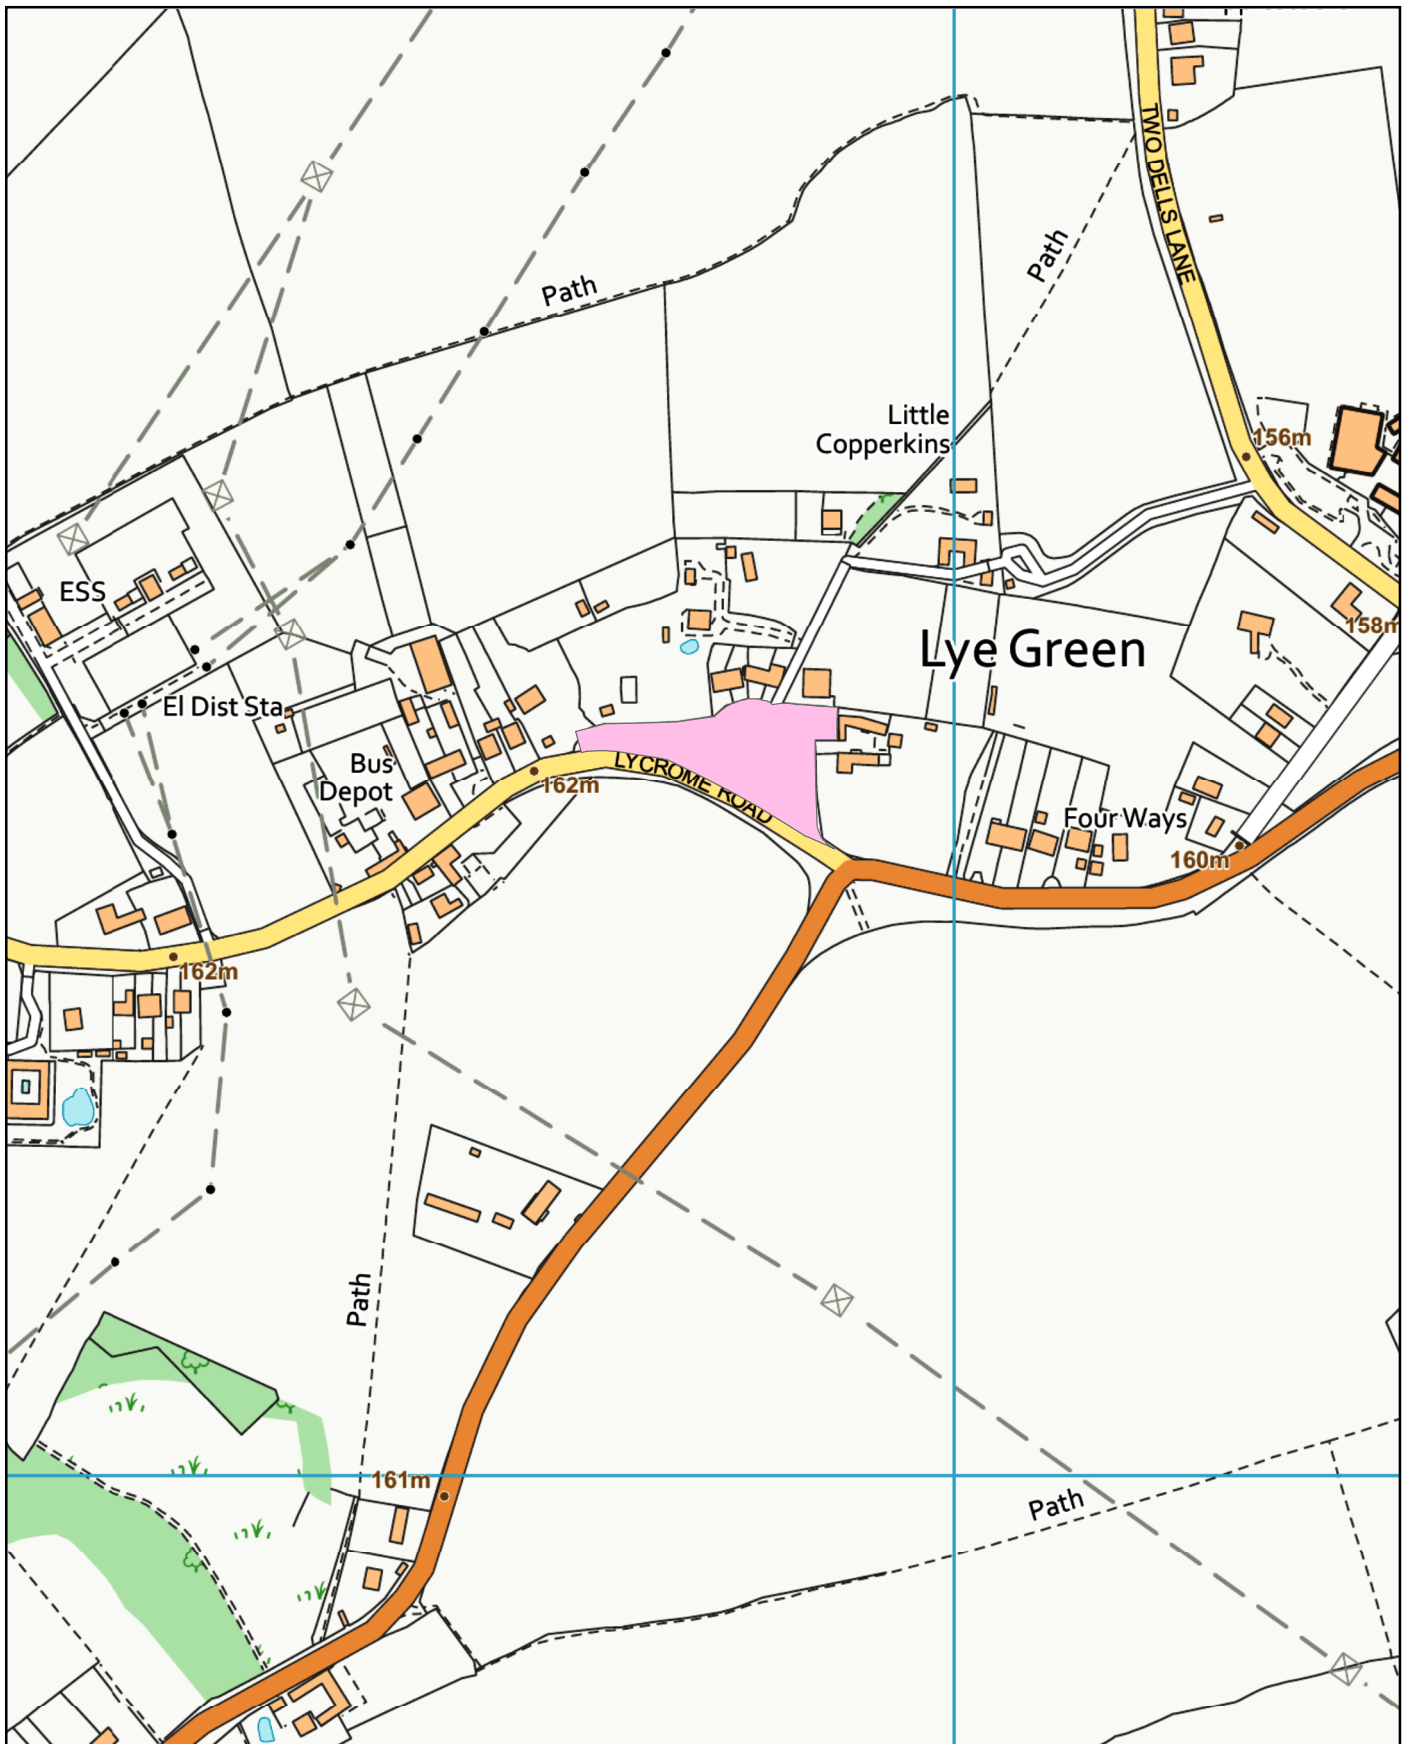 TWO DELLS LANE
Path
Path
Little
Copperkins
156m
ESS
158m
Lye Green
El Dist Sta
Bus
Depot
162m
LYCROME ROAD
Four Ways
160m
162m
Path
161m
Path